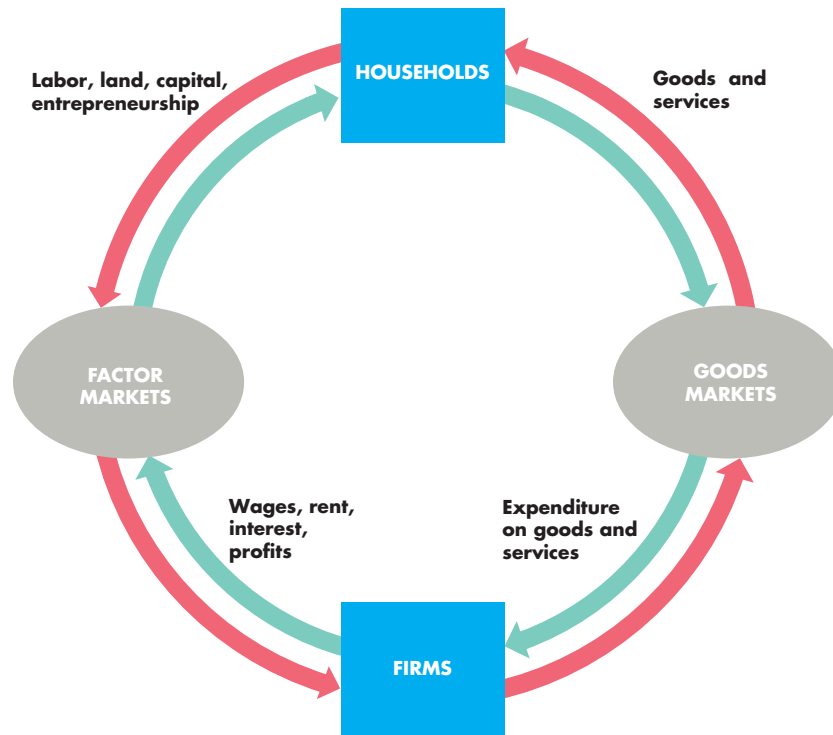 HOUSEHOLDS
Labor, land, capital,
entrepreneurship
Goods and
services
FACTOR
MARKETS
GOODS
MARKETS
Wages, rent,
interest,
profits
Expenditure
on goods and
services
FIRMS